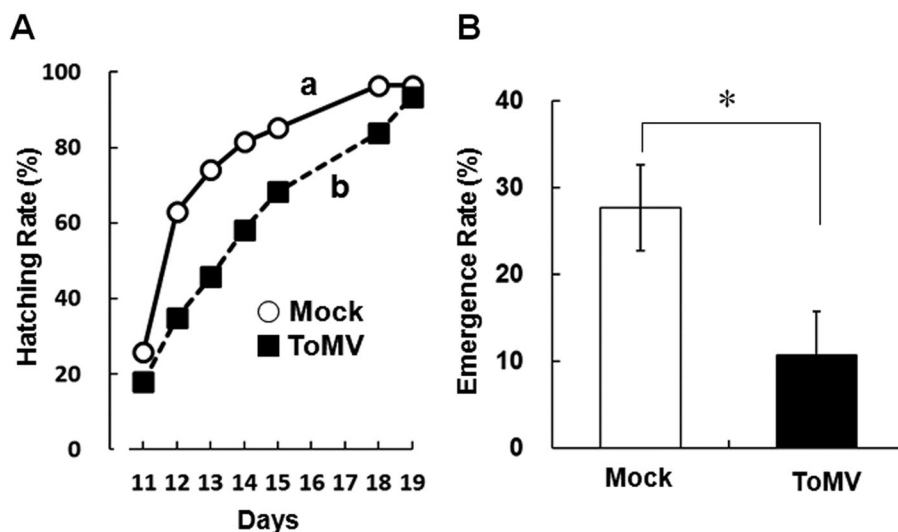 A
Hatching Rate (%)
100
80
60
40
20
0
a
b
Mock
ToMV
11 12 13 14 15 16 17 18 19
Days
B
Emergence Rate (%)
40
30
20
10
0
*
Mock
ToMV